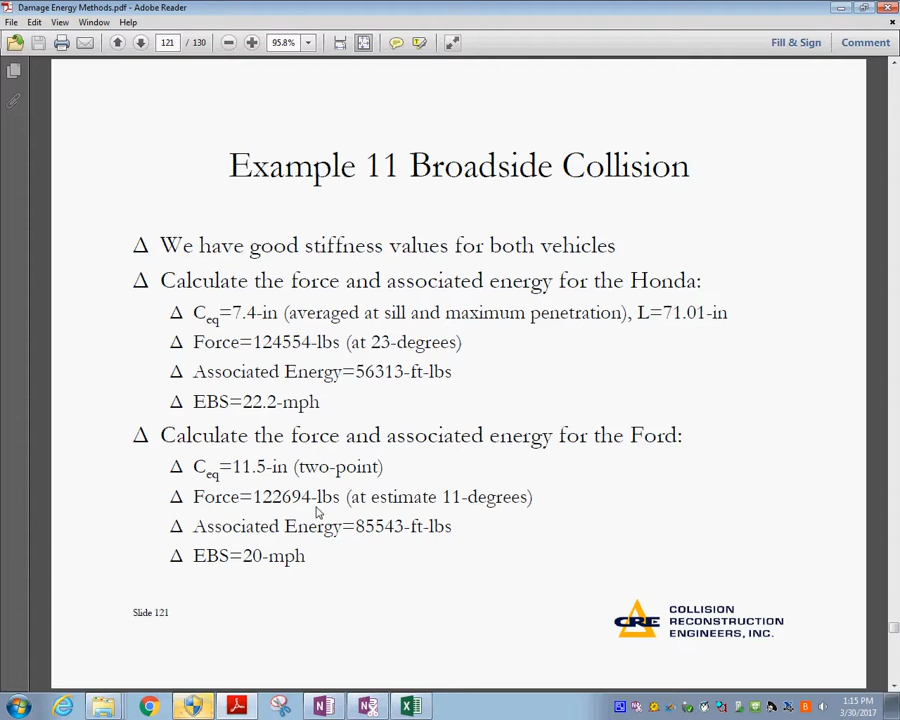 Damage Energy Methods.pdf - Adobe Reader
File Edit View Window Help
121 / 130 95.8% Fill & Sign Comment
Example 11 Broadside Collision
Δ We have good stiffness values for both vehicles
Δ Calculate the force and associated energy for the Honda:
Δ Ceq=7.4-in (averaged at sill and maximum penetration), L=71.01-in
Δ Force=124554-lbs (at 23-degrees)
Δ Associated Energy=56313-ft-lbs
Δ EBS=22.2-mph
Δ Calculate the force and associated energy for the Ford:
Δ Ceq=11.5-in (two-point)
Δ Force=122694-lbs (at estimate 11-degrees)
Δ Associated Energy=85543-ft-lbs
Δ EBS=20-mph
Slide 121
CRE
COLLISION
RECONSTRUCTION
ENGINEERS, INC.
1:15 PM
3/30/2017